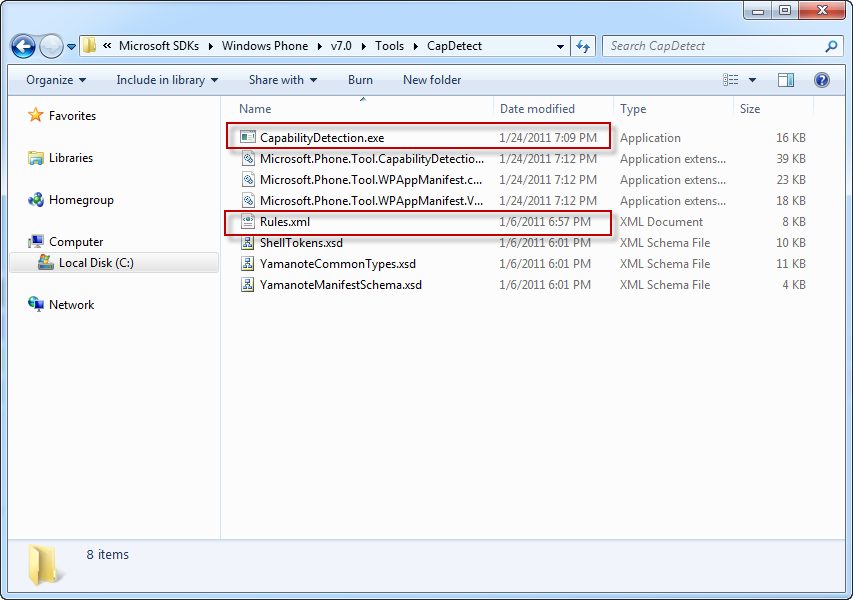 « Microsoft SDKs Windows Phone v7.0 Tools CapDetect Search CapDetect
Organize Include in library Share with Burn New folder
Favorites
Libraries
Homegroup
Computer
Local Disk (C:)
Network
Name Date modified Type Size
CapabilityDetection.exe 1/24/2011 7:09 PM Application 16 KB
Microsoft.Phone.Tool.CapabilityDetectio... 1/24/2011 7:12 PM Application extens... 39 KB
Microsoft.Phone.Tool.WPAppManifest.c... 1/24/2011 7:12 PM Application extens... 23 KB
Microsoft.Phone.Tool.WPAppManifest.V... 1/24/2011 7:12 PM Application extens... 18 KB
Rules.xml 1/6/2011 6:57 PM XML Document 8 KB
ShellTokens.xsd 1/6/2011 6:01 PM XML Schema File 10 KB
YamanoteCommonTypes.xsd 1/6/2011 6:01 PM XML Schema File 11 KB
YamanoteManifestSchema.xsd 1/6/2011 6:01 PM XML Schema File 4 KB
8 items